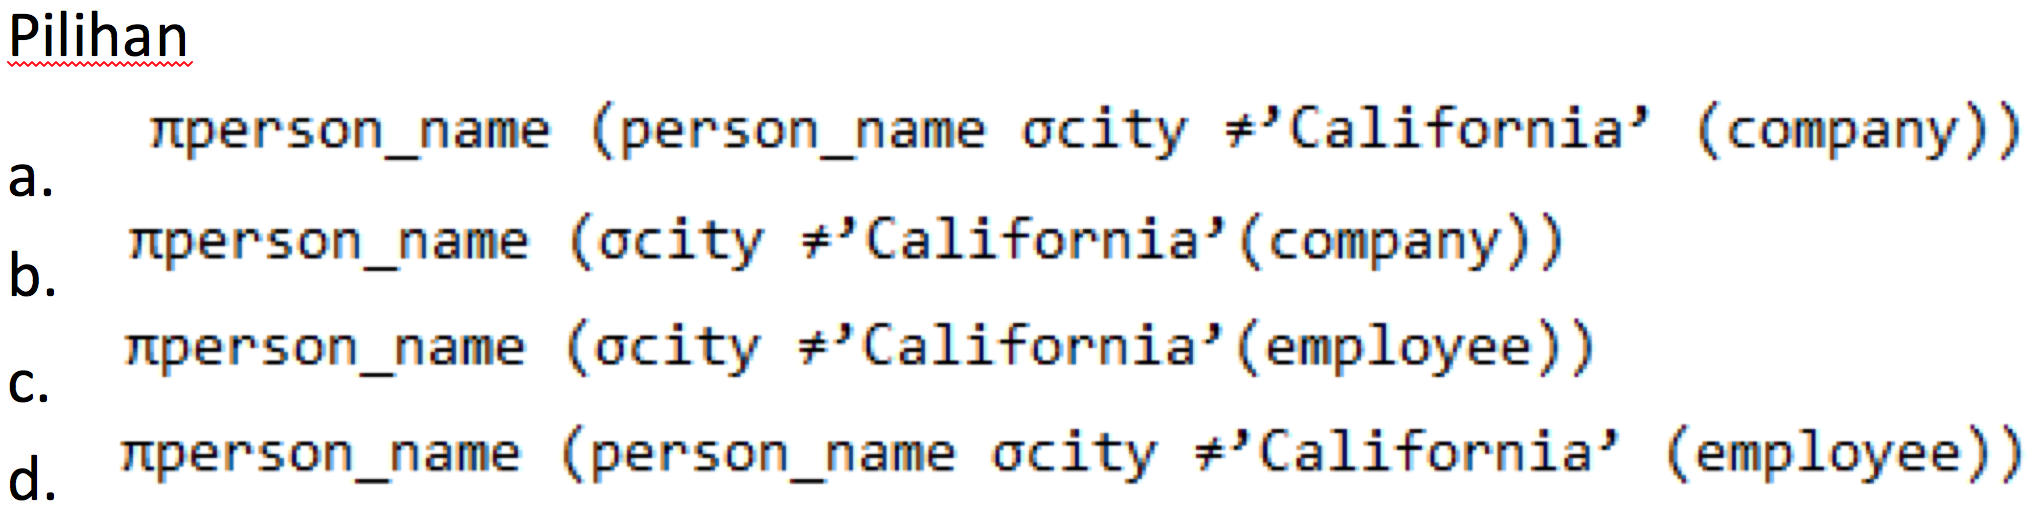 Pilihan
a. πperson_name (person_name σcity ≠’California’ (company))
b. πperson_name (σcity ≠’California’(company))
c. πperson_name (σcity ≠’California’(employee))
d. πperson_name (person_name σcity ≠’California’ (employee))